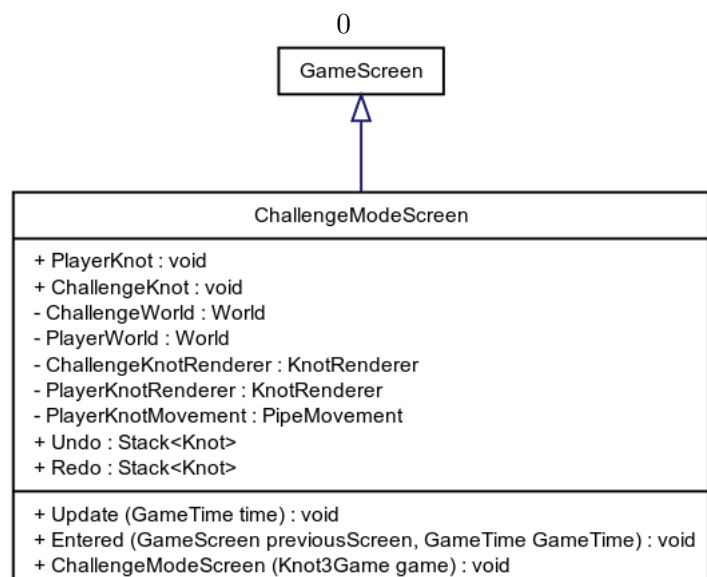 0
GameScreen
ChallengeModeScreen
+ PlayerKnot : void
+ ChallengeKnot : void
- ChallengeWorld : World
- PlayerWorld : World
- ChallengeKnotRenderer : KnotRenderer
- PlayerKnotRenderer : KnotRenderer
- PlayerKnotMovement : PipeMovement
+ Undo : Stack<Knot>
+ Redo : Stack<Knot>
+ Update (GameTime time) : void
+ Entered (GameScreen previousScreen, GameTime GameTime) : void
+ ChallengeModeScreen (Knot3Game game) : void